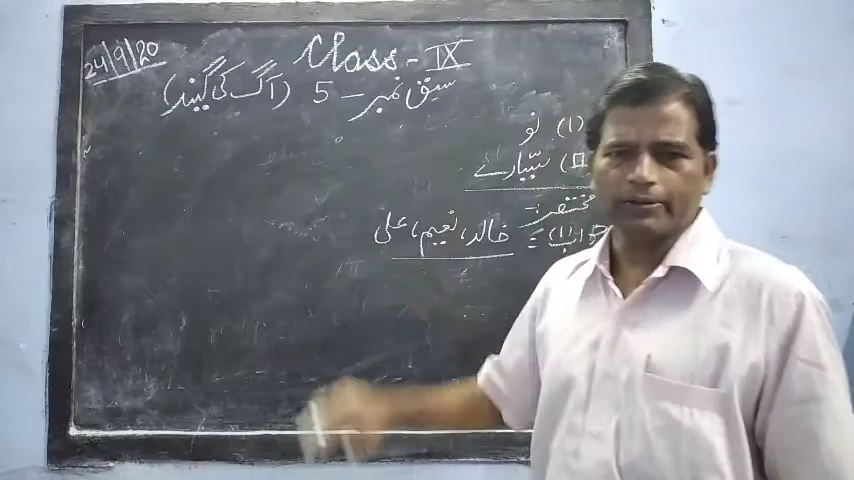 24/9/20
Class - IX
سبق نمبر - 5 (آگ کی گیند)
(1) نو
(II) سیّارے
مختصر :-
جواب (1) = خالد، نعیم، علی